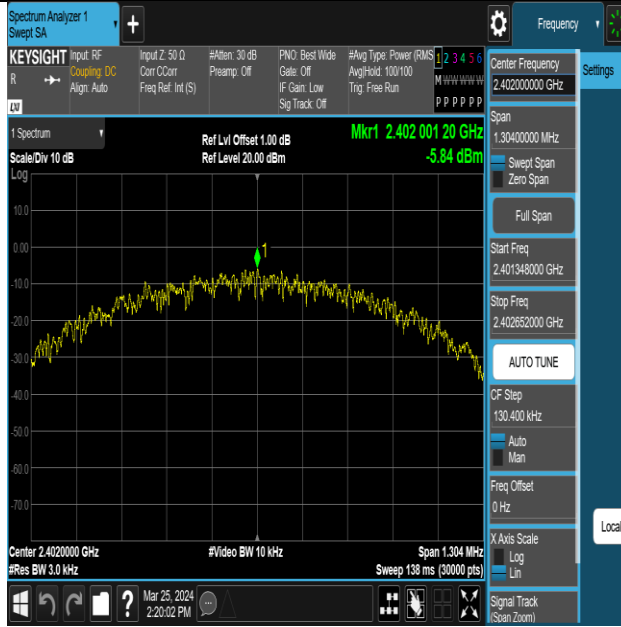 Spectrum Analyzer 1
Swept SA
Frequency
KEYSIGHT
R
LXI
Input: RF
Coupling: DC
Align: Auto
Input Z: 50 Ω
Corr CCorr
Freq Ref: Int (S)
#Atten: 30 dB
Preamp: Off
PNO: Best Wide
Gate: Off
IF Gain: Low
Sig Track: Off
#Avg Type: Power (RMS
Avg|Hold: 100/100
Trig: Free Run
1 2 3 4 5 6
M W W W W W
P P P P P P
1 Spectrum
Scale/Div 10 dB
Log
Ref Lvl Offset 1.00 dB
Ref Level 20.00 dBm
Mkr1 2.402 001 20 GHz
-5.84 dBm
10.0
0.00
-10.0
-20.0
-30.0
-40.0
-50.0
-60.0
-70.0
1
Center 2.4020000 GHz
#Video BW 10 kHz
Span 1.304 MHz
#Res BW 3.0 kHz
Sweep 138 ms (30000 pts)
Mar 25, 2024
2:20:02 PM
Center Frequency
2.402000000 GHz
Span
1.30400000 MHz
Swept Span
Zero Span
Full Span
Start Freq
2.401348000 GHz
Stop Freq
2.402652000 GHz
AUTO TUNE
CF Step
130.400 kHz
Auto
Man
Freq Offset
0 Hz
X Axis Scale
Log
Lin
Signal Track
(Span Zoom)
Settings
Local